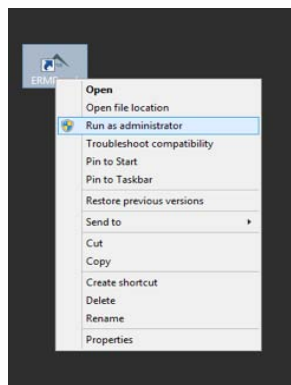 Open
Open file location
Run as administrator
Troubleshoot compatibility
Pin to Start
Pin to Taskbar
Restore previous versions
Send to
Cut
Copy
Create shortcut
Delete
Rename
Properties